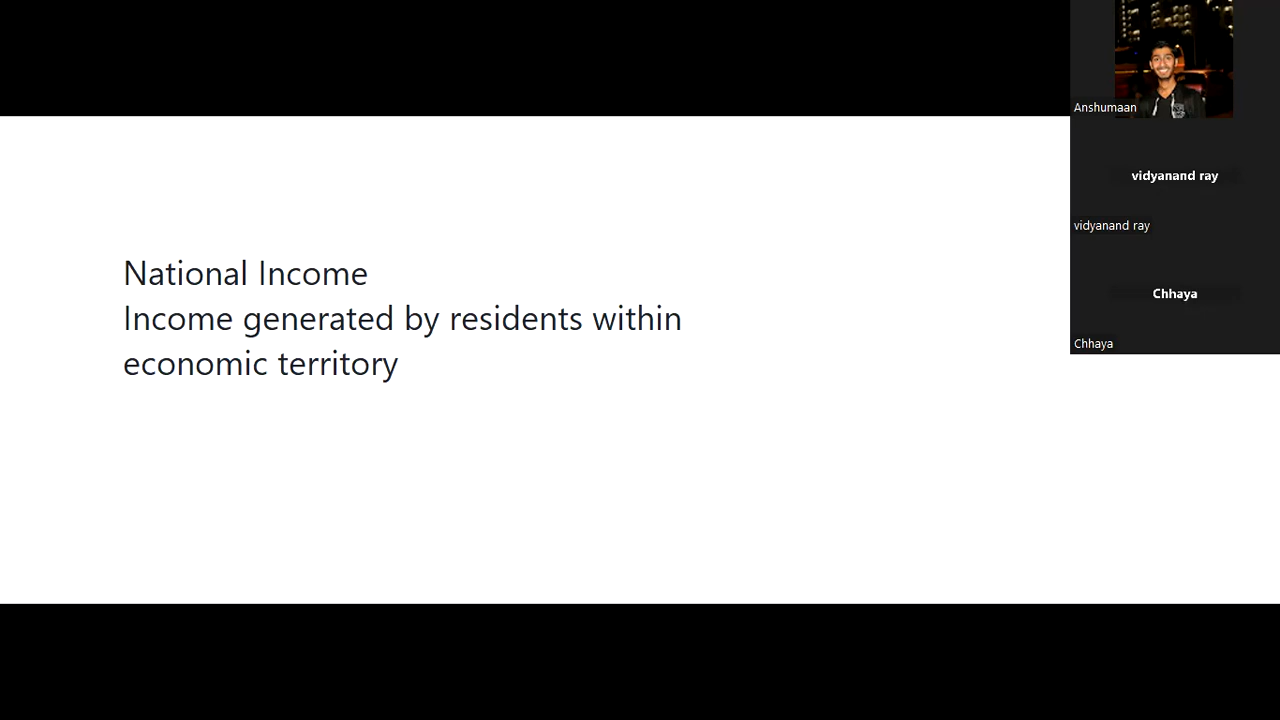 National Income
Income generated by residents within
economic territory
Anshumaan
vidyanand ray
vidyanand ray
Chhaya
Chhaya